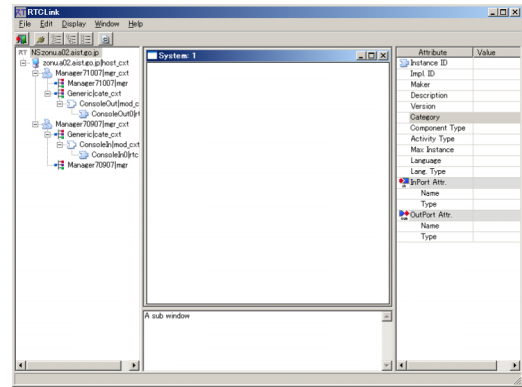 RTCLink
File Edit Display Window Help
NS:zonu.a02.aist.go.jp
zonu.a02.aist.go.jp|host_cxt
Manager71007|mgr_cxt
Manager71007|mgr
Generic|cate_cxt
ConsoleOut|mod_c
ConsoleOut0|rt
Manager70907|mgr_cxt
Generic|cate_cxt
ConsoleIn|mod_cxt
ConsoleIn0|rtc
Manager70907|mgr
System: 1
A sub window
Attribute Value
Instance ID
Impl. ID
Maker
Description
Version
Category
Component Type
Activity Type
Max Instance
Language
Lang. Type
InPort Attr.
Name
Type
OutPort Attr.
Name
Type